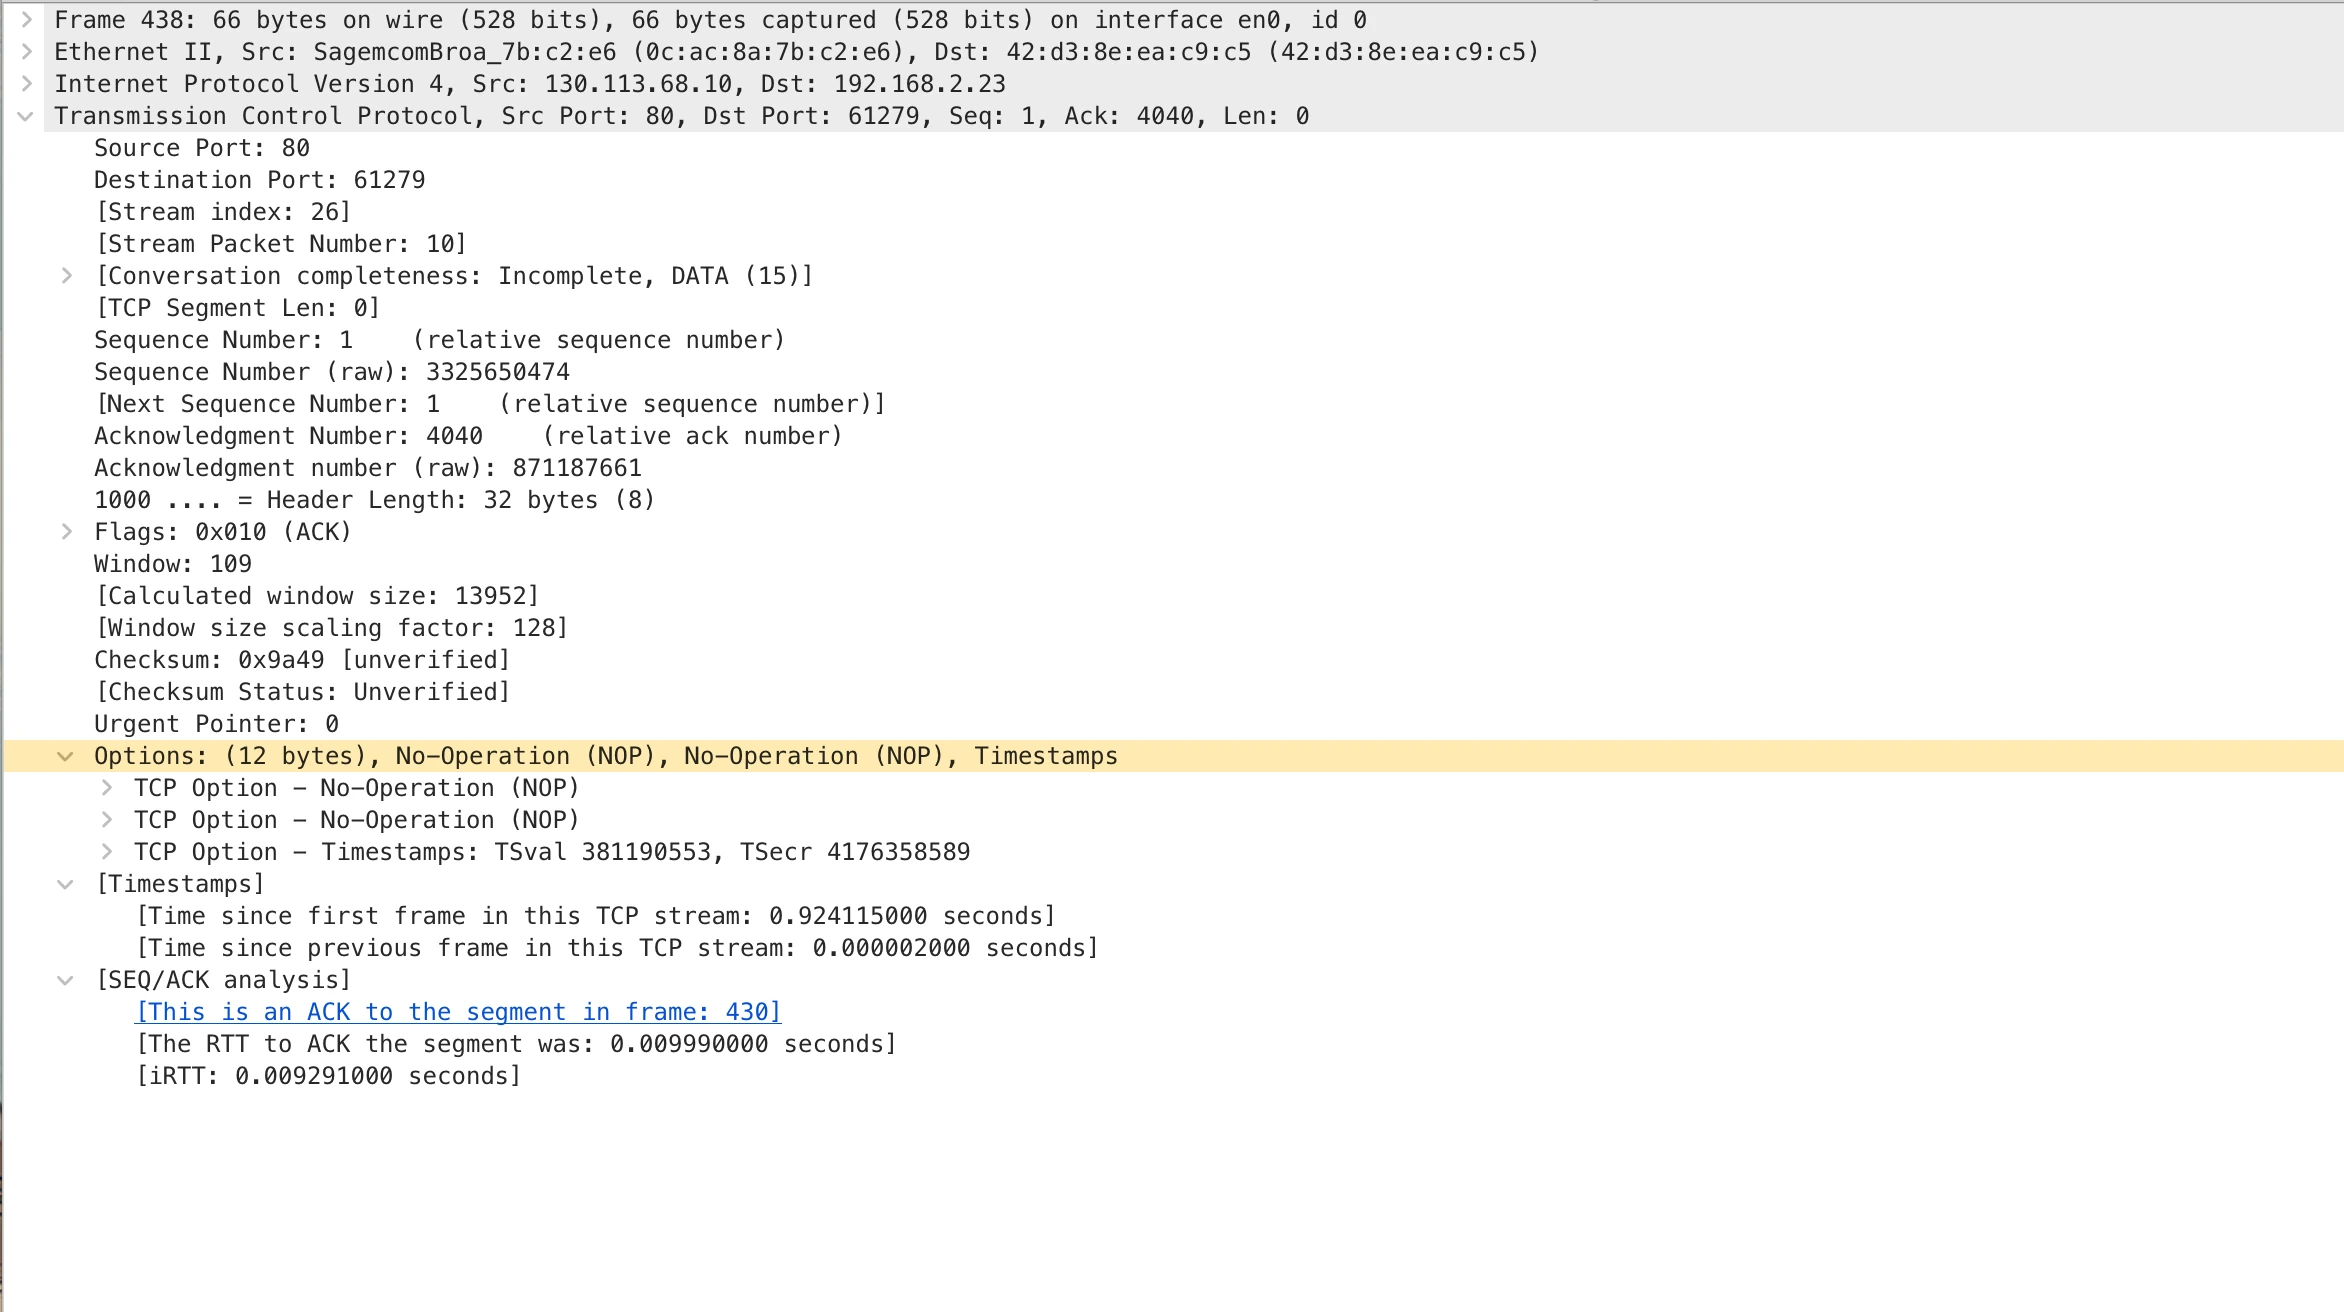 Frame 438: 66 bytes on wire (528 bits), 66 bytes captured (528 bits) on interface en0, id 0
Ethernet II, Src: SagemcomBroa_7b:c2:e6 (0c:ac:8a:7b:c2:e6), Dst: 42:d3:8e:ea:c9:c5 (42:d3:8e:ea:c9:c5)
Internet Protocol Version 4, Src: 130.113.68.10, Dst: 192.168.2.23
Transmission Control Protocol, Src Port: 80, Dst Port: 61279, Seq: 1, Ack: 4040, Len: 0
Source Port: 80
Destination Port: 61279
[Stream index: 26]
[Stream Packet Number: 10]
[Conversation completeness: Incomplete, DATA (15)]
[TCP Segment Len: 0]
Sequence Number: 1    (relative sequence number)
Sequence Number (raw): 3325650474
[Next Sequence Number: 1    (relative sequence number)]
Acknowledgment Number: 4040    (relative ack number)
Acknowledgment number (raw): 871187661
1000 .... = Header Length: 32 bytes (8)
Flags: 0x010 (ACK)
Window: 109
[Calculated window size: 13952]
[Window size scaling factor: 128]
Checksum: 0x9a49 [unverified]
[Checksum Status: Unverified]
Urgent Pointer: 0
Options: (12 bytes), No-Operation (NOP), No-Operation (NOP), Timestamps
TCP Option - No-Operation (NOP)
TCP Option - No-Operation (NOP)
TCP Option - Timestamps: TSval 381190553, TSecr 4176358589
[Timestamps]
[Time since first frame in this TCP stream: 0.924115000 seconds]
[Time since previous frame in this TCP stream: 0.000002000 seconds]
[SEQ/ACK analysis]
[This is an ACK to the segment in frame: 430]
[The RTT to ACK the segment was: 0.009990000 seconds]
[iRTT: 0.009291000 seconds]